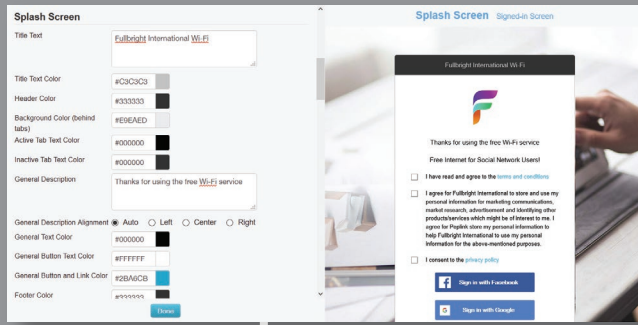 Splash Screen
Title Text
Fullbright International Wi-Fi
Title Text Color
#C3C3C3
Header Color
#333333
Background Color (behind
tabs)
#E9EAED
Active Tab Text Color
#000000
Inactive Tab Text Color
#000000
General Description
Thanks for using the free Wi-Fi service
General Description Alignment
Auto
Left
Center
Right
General Text Color
#000000
General Button Text Color
#FFFFFF
General Button and Link Color
#2BA6CB
Footer Color
#333333
Done
Splash Screen
Signed-in Screen
Fullbright International Wi-Fi
Thanks for using the free Wi-Fi service
Free Internet for Social Network Users!
I have read and agree to the terms and conditions
I agree for Fullbright International to store and use my
personal information for marketing communications,
market research, advertisement and identifying other
products/services which might be of interest to me. I
agree for Peplink store my personal information to
help Fullbright International to use my personal
information for the above-mentioned purposes.
I consent to the privacy policy
Sign in with Facebook
Sign in with Google